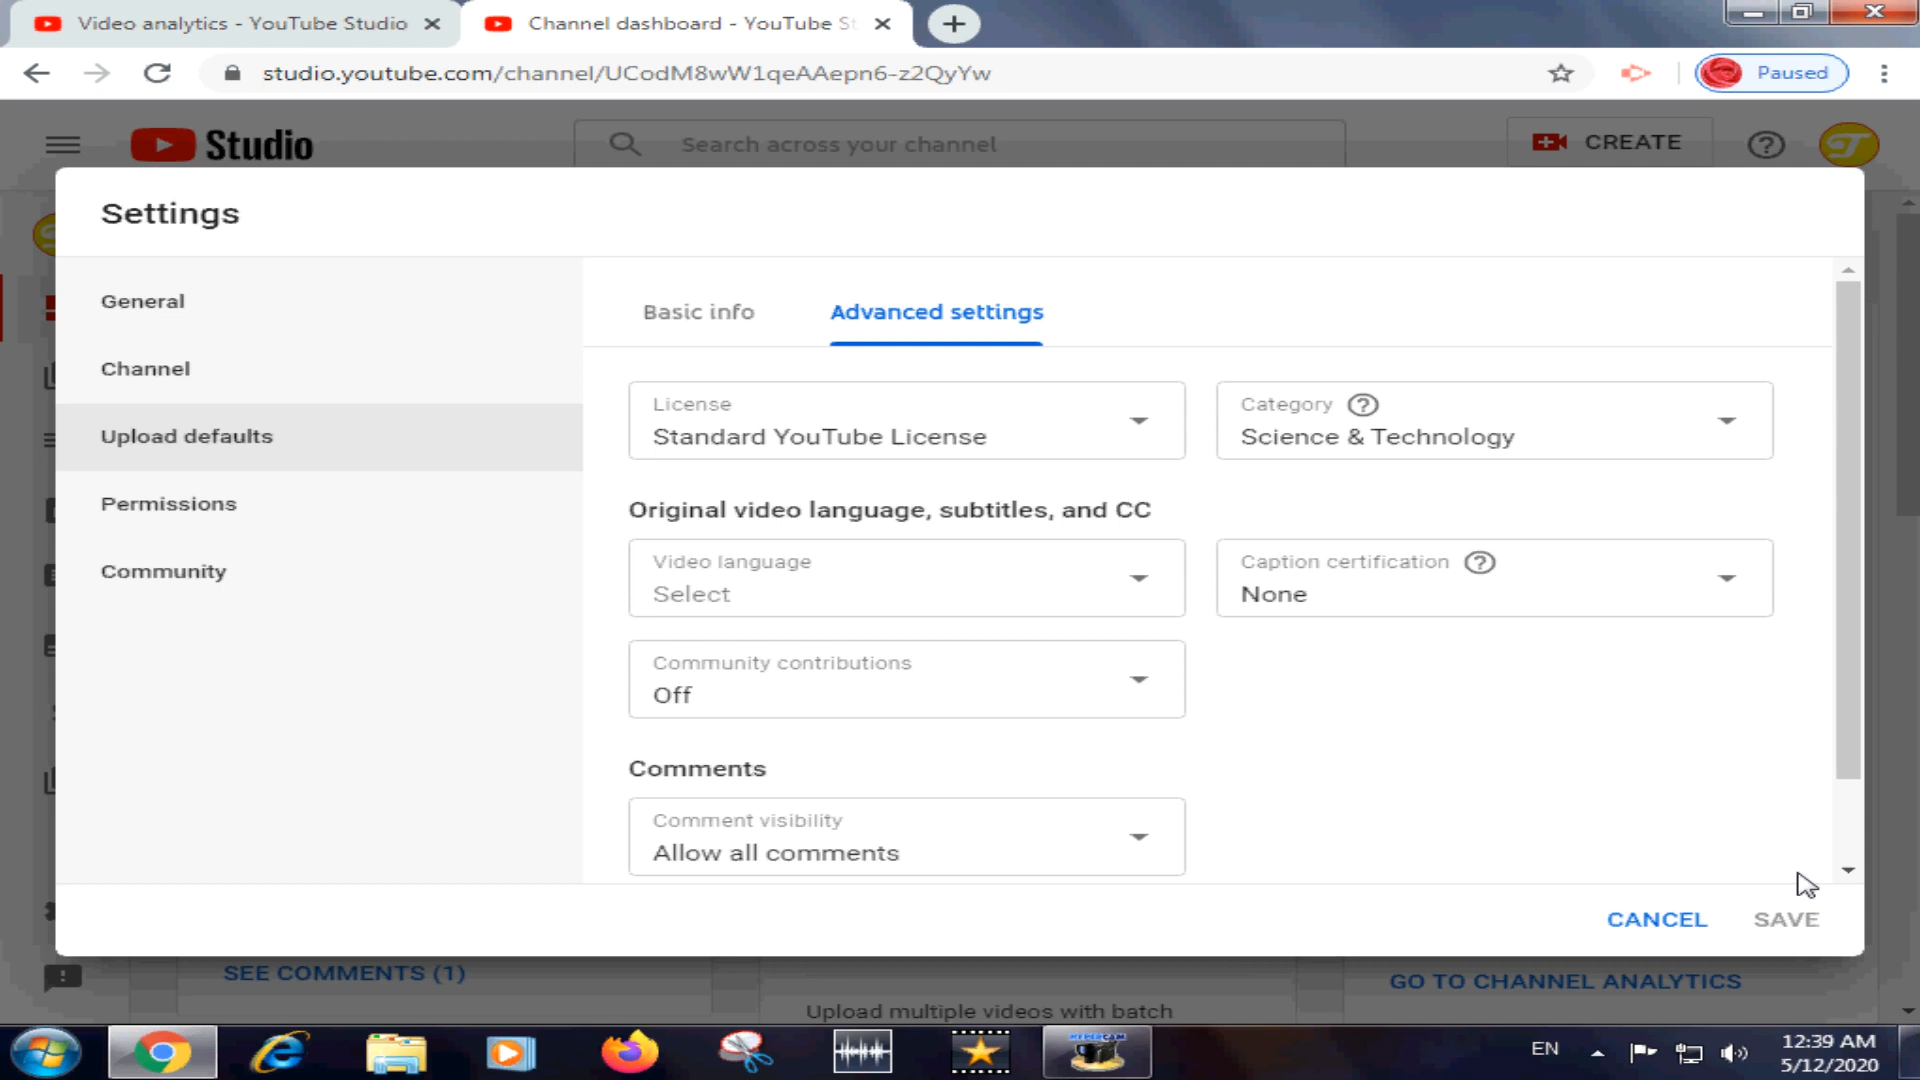 Video analytics - YouTube Studio
Channel dashboard - YouTube St
studio.youtube.com/channel/UCodM8wW1qeAAepn6-z2QyYw
Paused
Studio
Search across your channel
CREATE
Settings
General
Channel
Upload defaults
Permissions
Community
Basic info
Advanced settings
License
Standard YouTube License
Category
Science & Technology
Original video language, subtitles, and CC
Video language
Select
Caption certification
None
Community contributions
Off
Comments
Comment visibility
Allow all comments
CANCEL
SAVE
SEE COMMENTS (1)
Upload multiple videos with batch
GO TO CHANNEL ANALYTICS
HYPERCAM
EN
12:39 AM
5/12/2020